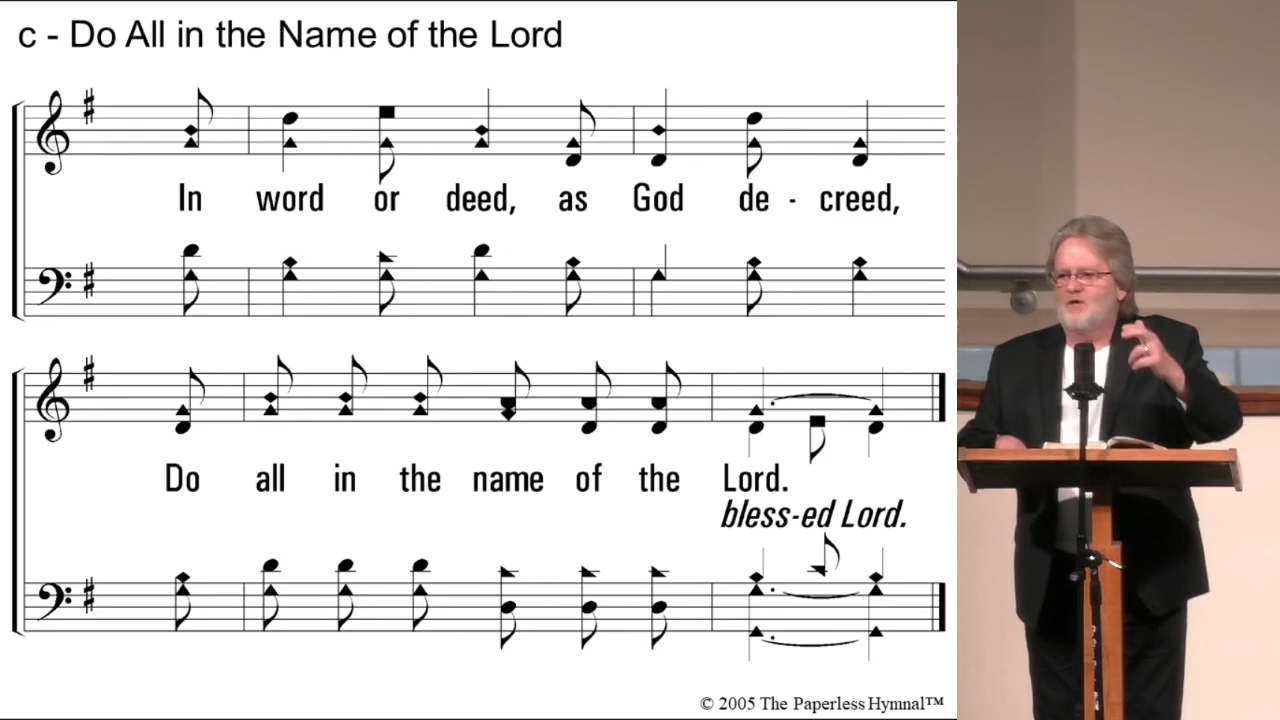 c - Do All in the Name of the Lord
In word or deed, as God de - creed,
Do all in the name of the Lord.
bless-ed Lord.
© 2005 The Paperless Hymnal™